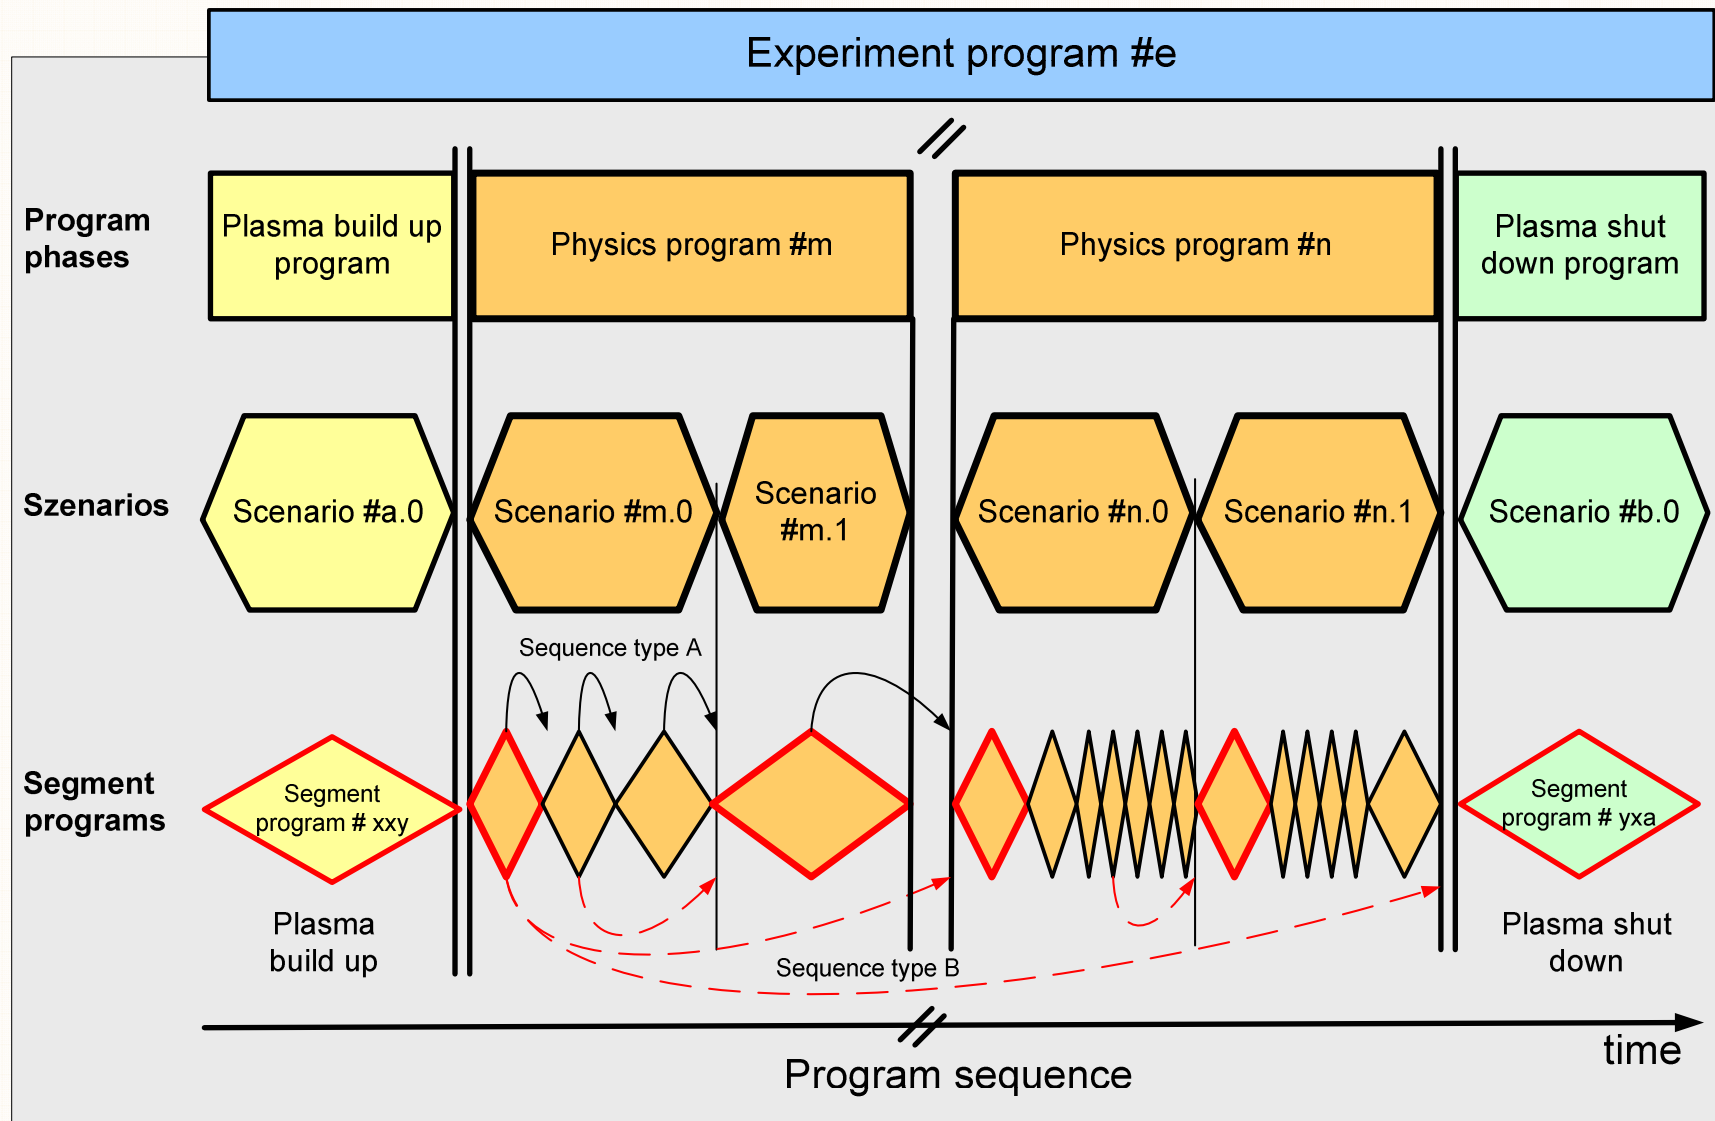 Experiment program #e
Program
phases
Plasma build up
program
Physics program #m
Physics program #n
Plasma shut
down program
Szenarios
Scenario #a.0
Scenario #m.0
Scenario
#m.1
Scenario #n.0
Scenario #n.1
Scenario #b.0
Sequence type A
Segment
programs
Segment
program # xxy
Segment
program # yxa
Plasma
build up
Plasma shut
down
Sequence type B
time
Program sequence